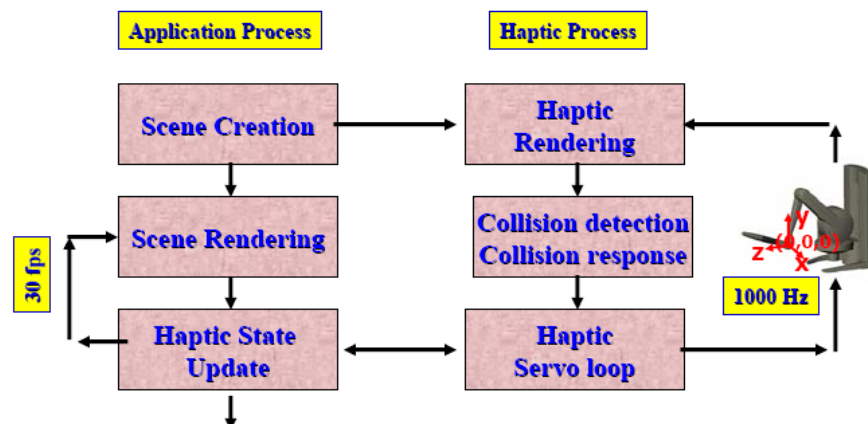 Application Process
Haptic Process
Scene Creation
Haptic
Rendering
Scene Rendering
Collision detection
Collision response
30 fps
y
(0,0,0)
z
x
1000 Hz
Haptic State
Update
Haptic
Servo loop